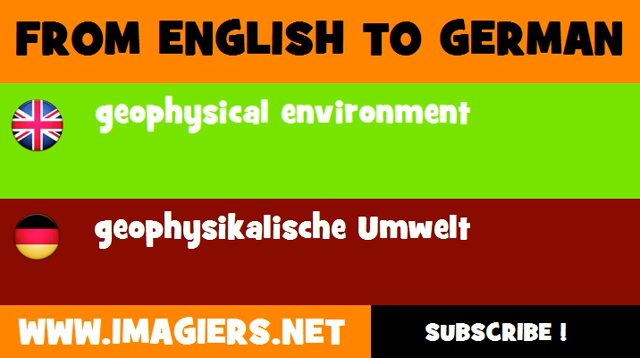 FROM ENGLISH TO GERMAN
geophysical environment
geophysikalische Umwelt
WWW.IMAGIERS.NET
SUBSCRIBE !